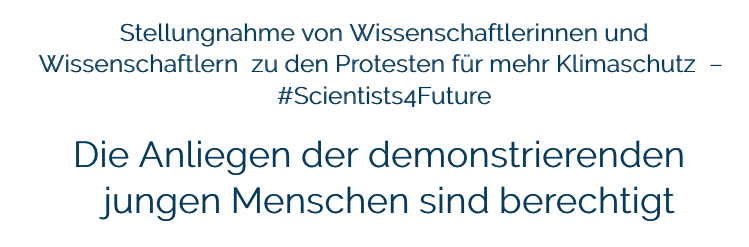 Stellungnahme von Wissenschaftlerinnen und
Wissenschaftlern zu den Protesten für mehr Klimaschutz –
#Scientists4Future
Die Anliegen der demonstrierenden
jungen Menschen sind berechtigt